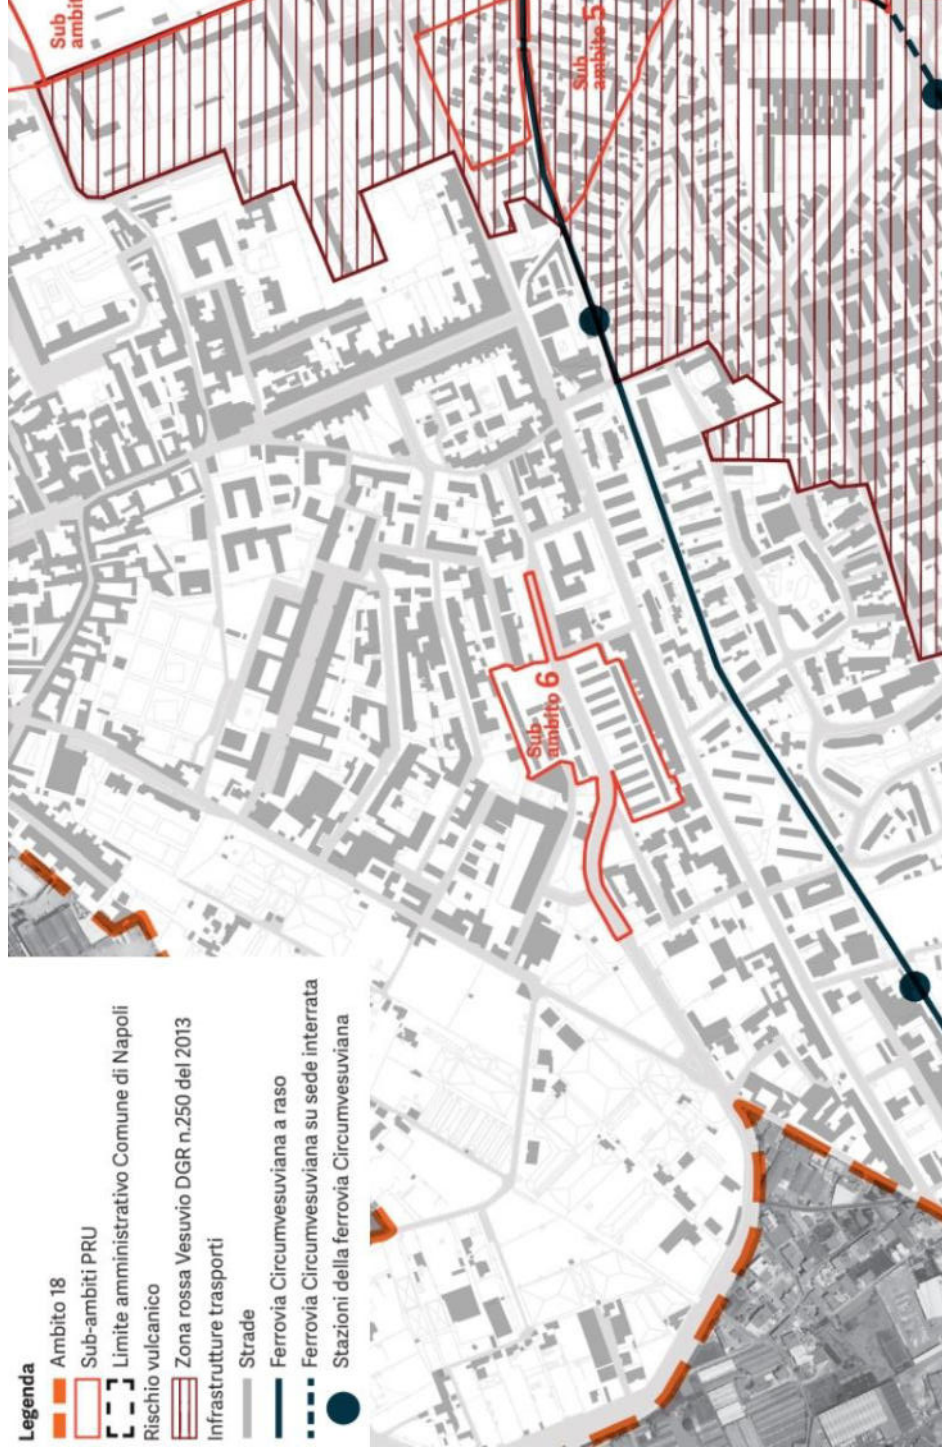 Legenda
Ambito 18
Sub-ambiti PRU
Limite amministrativo Comune di Napoli
Rischio vulcanico
Zona rossa Vesuvio DGR n.250 del 2013
Infrastrutture trasporti
Strade
Ferrovia Circumvesuviana a raso
Ferrovia Circumvesuviana su sede interrata
Stazioni della ferrovia Circumvesuviana
Sub
ambito 6
Sub
ambit
Sub
ambito 5